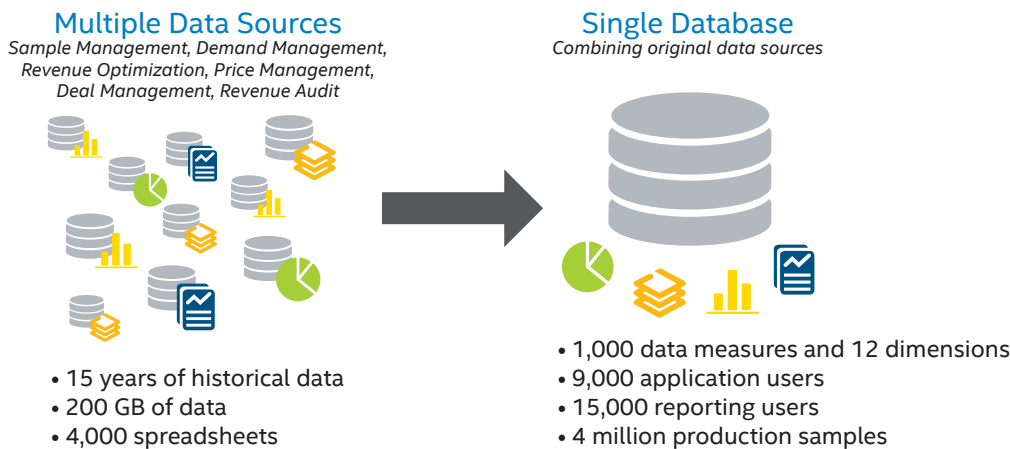 Multiple Data Sources
Sample Management, Demand Management,
Revenue Optimization, Price Management,
Deal Management, Revenue Audit
• 15 years of historical data
• 200 GB of data
• 4,000 spreadsheets
Single Database
Combining original data sources
• 1,000 data measures and 12 dimensions
• 9,000 application users
• 15,000 reporting users
• 4 million production samples